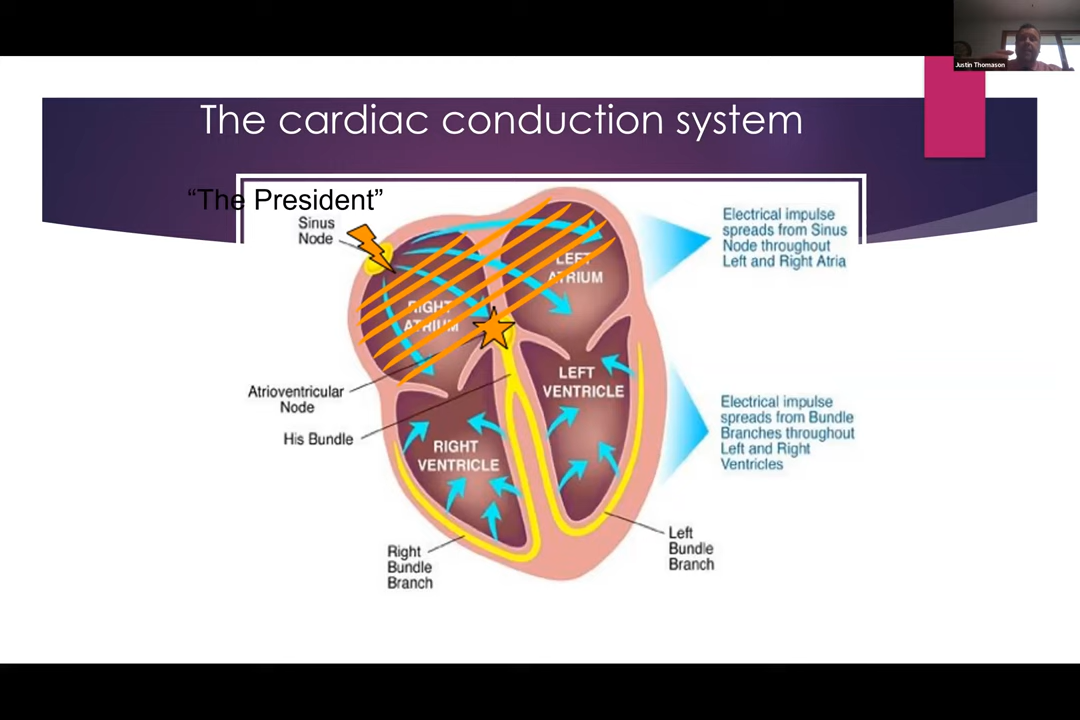 Justin Thomason
The cardiac conduction system
“The President”
Sinus
Node
Electrical impulse
spreads from Sinus
Node throughout
Left and Right Atria
LEFT
ATRIUM
RIGHT
ATRIUM
Atrioventricular
Node
His Bundle
LEFT
VENTRICLE
RIGHT
VENTRICLE
Electrical impulse
spreads from Bundle
Branches throughout
Left and Right
Ventricles
Right
Bundle
Branch
Left
Bundle
Branch